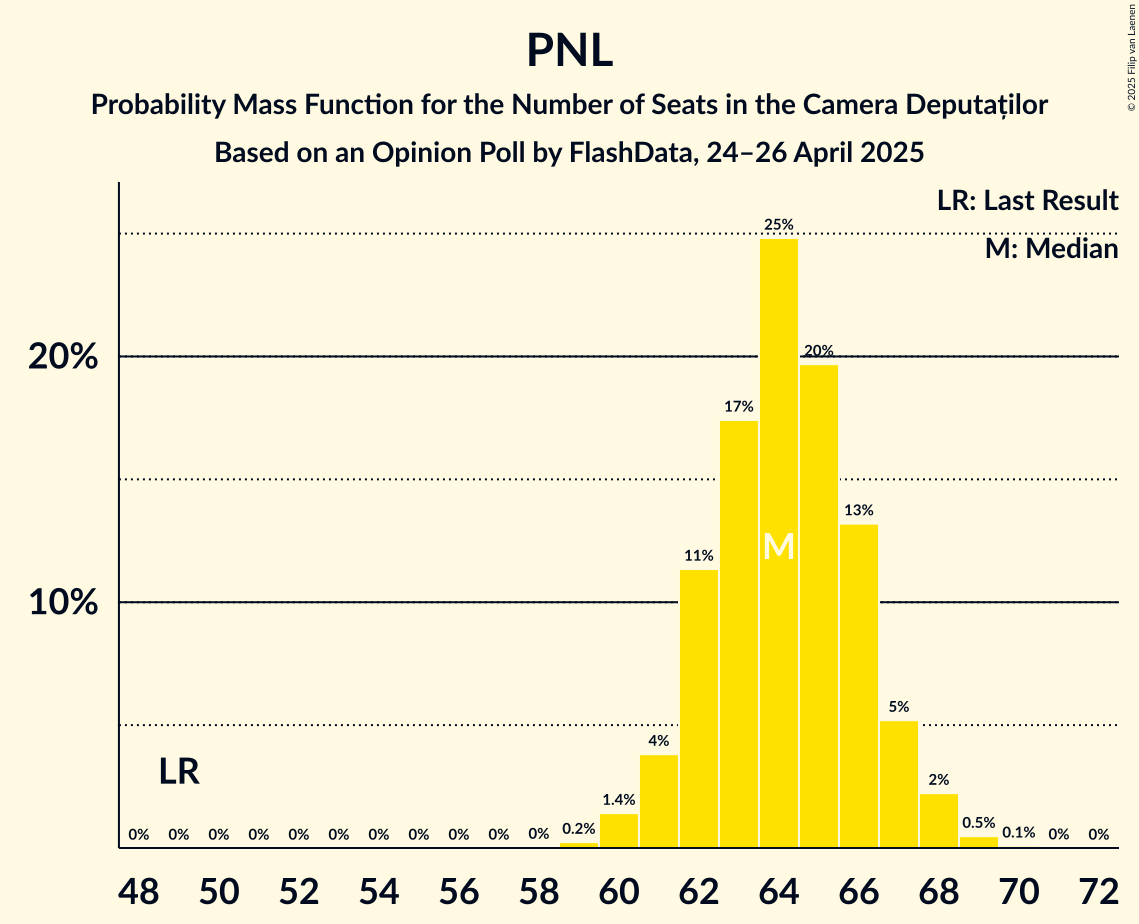 PNL
Probability Mass Function for the Number of Seats in the Camera Deputaților
Based on an Opinion Poll by FlashData, 24–26 April 2025
© 2025 Filip van Laenen
LR: Last Result
M: Median
25%
20%
20%
17%
13%
M
11%
10%
5%
4%
LR
2%
1.4%
0% 0% 0% 0% 0% 0% 0% 0% 0% 0% 0% 0.2% 0.5% 0.1% 0% 0%
48 50 52 54 56 58 60 62 64 66 68 70 72